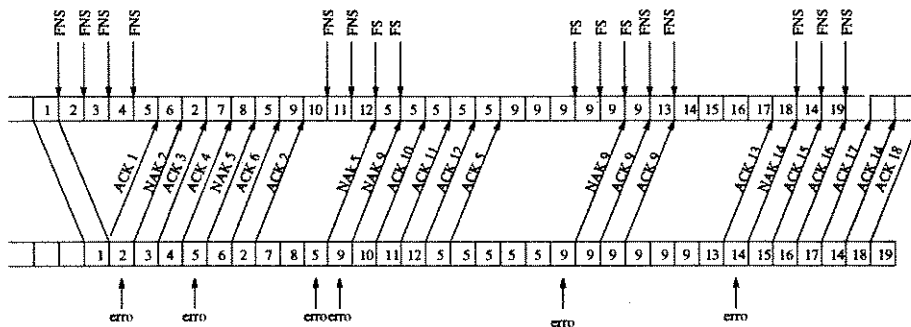 FNS FNS FNS FNS FNS FNS FS FS FS FS FS FNS FNS FNS FNS FNS
1 2 3 4 5 6 2 7 8 5 9 10 11 12 5 5 5 5 5 9 9 9 9 9 9 13 14 15 16 17 18 14 19
ACK 1 NAK 2 ACK 3 ACK 4 NAK 5 ACK 6 ACK 2 NAK 5 NAK 9 ACK 10 ACK 11 ACK 12 ACK 5 NAK 9 ACK 9 ACK 9 ACK 13 NAK 14 ACK 15 ACK 16 ACK 17 ACK 14 ACK 18
1 2 3 4 5 6 2 7 8 5 9 10 11 12 5 5 5 5 5 9 9 9 9 9 9 13 14 15 16 17 14 18 19
erro erro erro erro erro erro